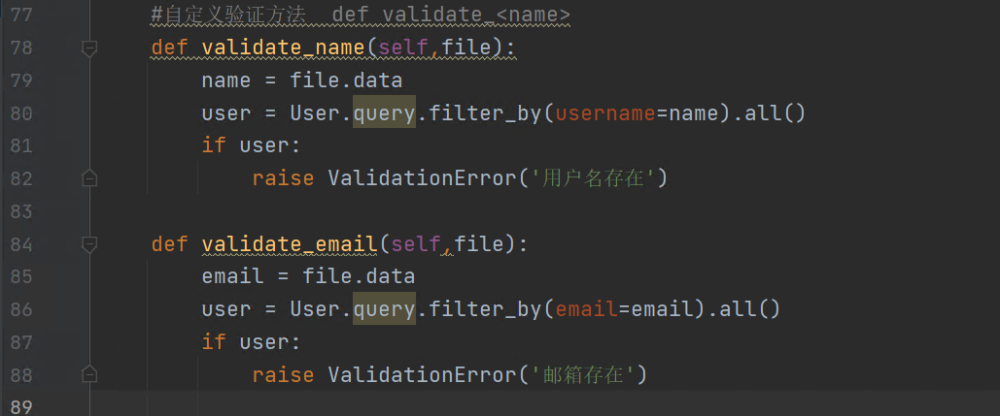 77 #自定义验证方法  def validate_<name>
78 def validate_name(self,file):
79 name = file.data
80 user = User.query.filter_by(username=name).all()
81 if user:
82 raise ValidationError('用户名存在')
83
84 def validate_email(self,file):
85 email = file.data
86 user = User.query.filter_by(email=email).all()
87 if user:
88 raise ValidationError('邮箱存在')
89